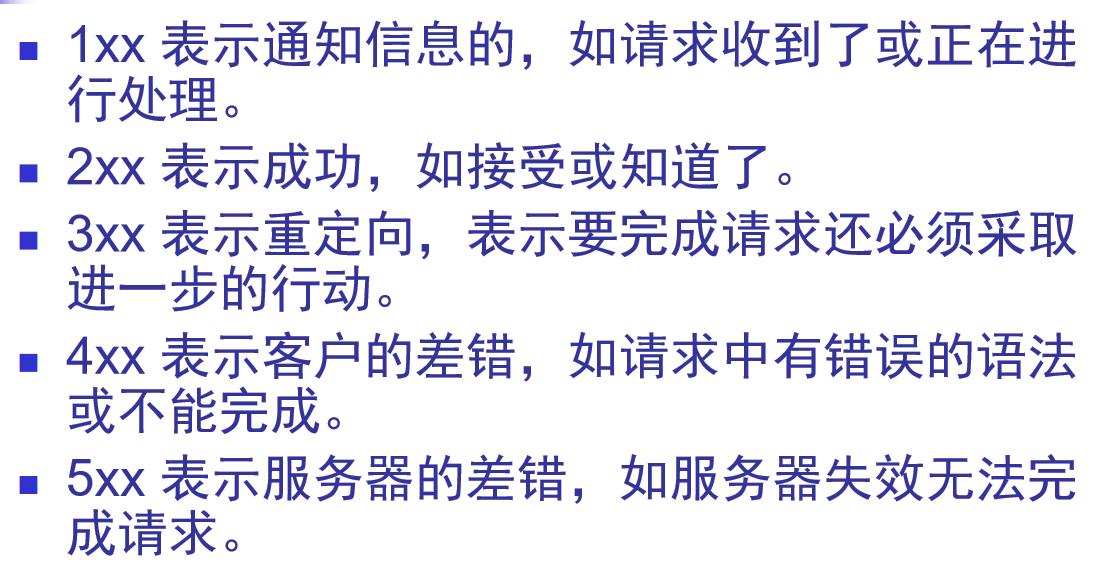 ■ 1xx 表示通知信息的，如请求收到了或正在进
行处理。
■ 2xx 表示成功，如接受或知道了。
■ 3xx 表示重定向，表示要完成请求还必须采取
进一步的行动。
■ 4xx 表示客户的差错，如请求中有错误的语法
或不能完成。
■ 5xx 表示服务器的差错，如服务器失效无法完
成请求。